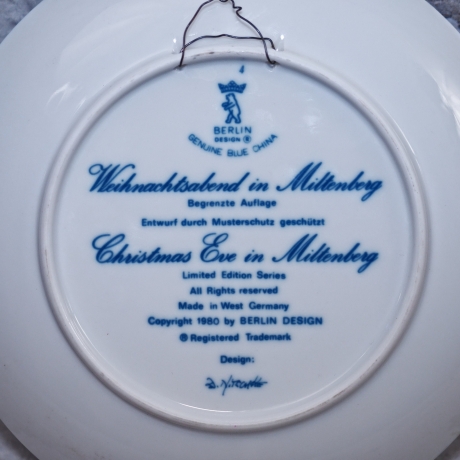 4
BERLIN
DESIGN ®
GENUINE BLUE CHINA
Weihnachtsabend in Miltenberg
Begrenzte Auflage
Entwurf durch Musterschutz geschützt
Christmas Eve in Miltenberg
Limited Edition Series
All Rights reserved
Made in West Germany
Copyright 1980 by BERLIN DESIGN
® Registered Trademark
Design: